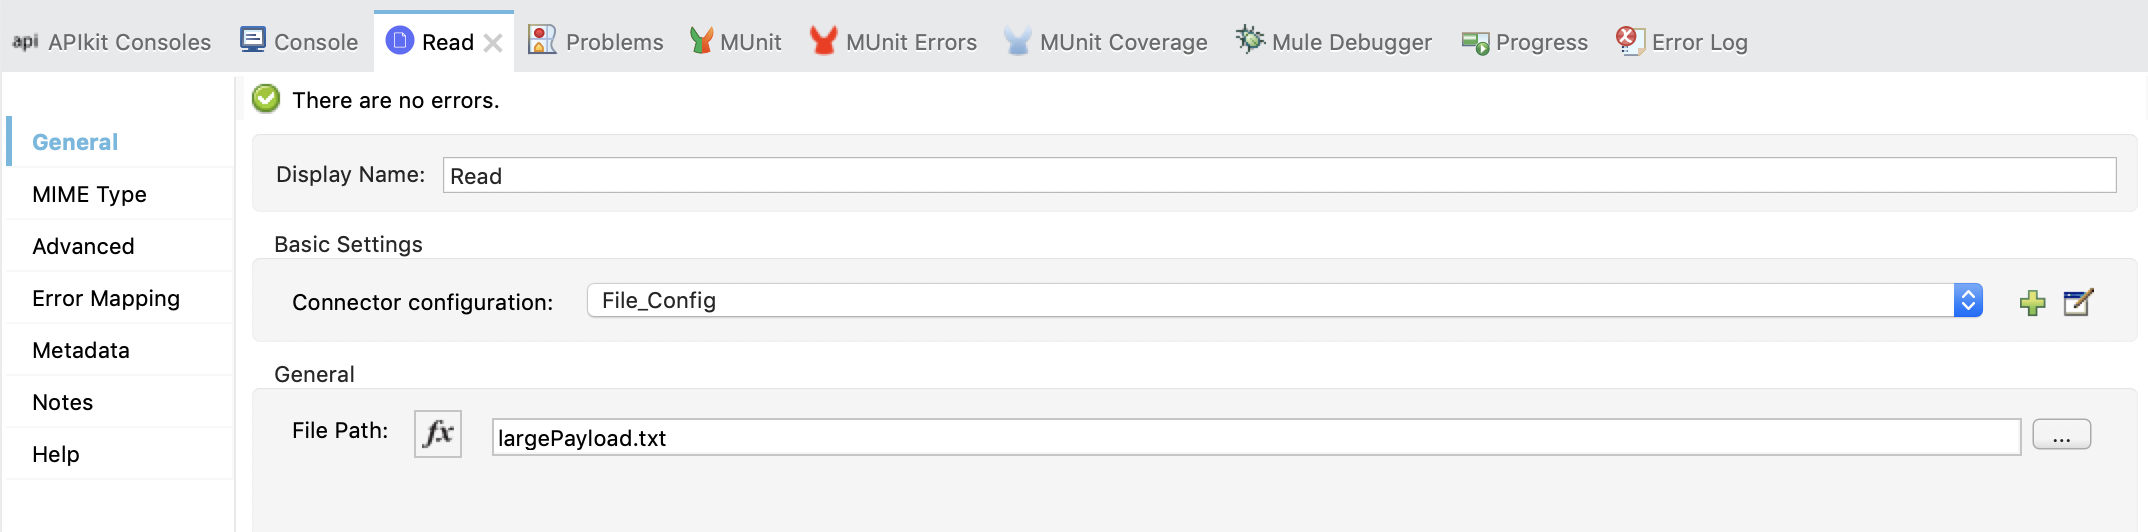 api APIkit Consoles Console Read Problems MUnit MUnit Errors MUnit Coverage Mule Debugger Progress Error Log
There are no errors.
General
Display Name: Read
MIME Type
Advanced
Basic Settings
Error Mapping
Connector configuration: File_Config
Metadata
General
Notes
File Path: fx largePayload.txt ...
Help